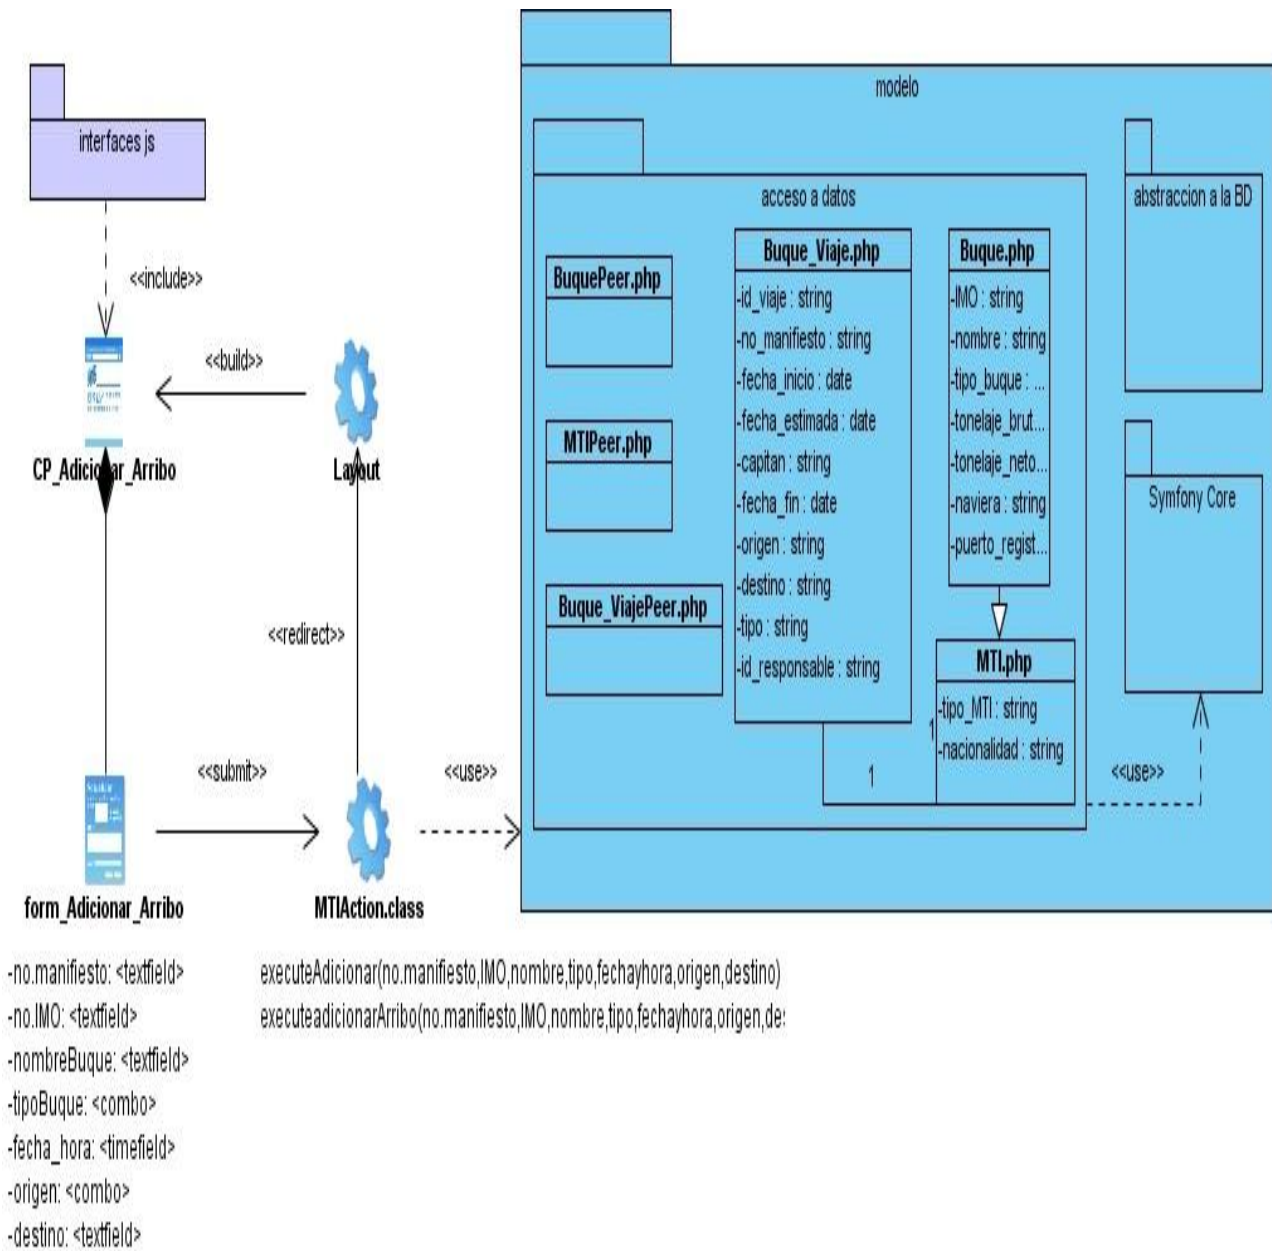 interfaces js
<<include>>
CP_Adicionar_Arribo
<<build>>
Layout
<<redirect>>
<<submit>>
<<use>>
form_Adicionar_Arribo
-no.manifiesto: <textfield>
-no.IMO: <textfield>
-nombreBuque: <textfield>
-tipoBuque: <combo>
-fecha_hora: <timefield>
-origen: <combo>
-destino: <textfield>
MTIAction.class
executeAdicionar(no.manifiesto,IMO,nombre,tipo,fechayhora,origen,destino)
executeadicionarArribo(no.manifiesto,IMO,nombre,tipo,fechayhora,origen,des
modelo
acceso a datos
BuquePeer.php
MTIPeer.php
Buque_ViajePeer.php
Buque_Viaje.php
-id_viaje : string
-no_manifiesto : string
-fecha_inicio : date
-fecha_estimada : date
-capitan : string
-fecha_fin : date
-origen : string
-destino : string
-tipo : string
-id_responsable : string
Buque.php
-IMO : string
-nombre : string
-tipo_buque : ...
-tonelaje_brut...
-tonelaje_neto...
-naviera : string
-puerto_regist...
MTI.php
-tipo_MTI : string
-nacionalidad : string
1
1
abstraccion a la BD
Symfony Core
<<use>>